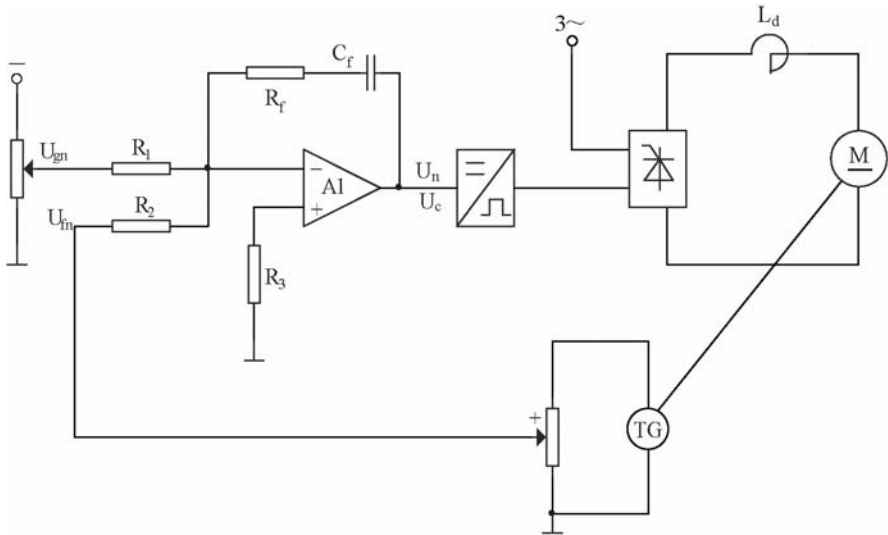 3~
L_d
C_f
R_f
−
U_gn
R_1
−
A1
+
U_n
U_c
M
U_fn
R_2
R_3
+
TG